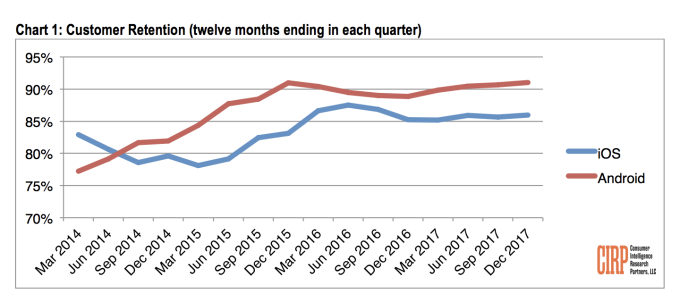 Chart 1: Customer Retention (twelve months ending in each quarter)
95%
90%
85%
80%
75%
70%
Mar 2014
Jun 2014
Sep 2014
Dec 2014
Mar 2015
Jun 2015
Sep 2015
Dec 2015
Mar 2016
Jun 2016
Sep 2016
Dec 2016
Mar 2017
Jun 2017
Sep 2017
Dec 2017
iOS
Android
CIRP
Consumer
Intelligence
Research
Partners, LLC